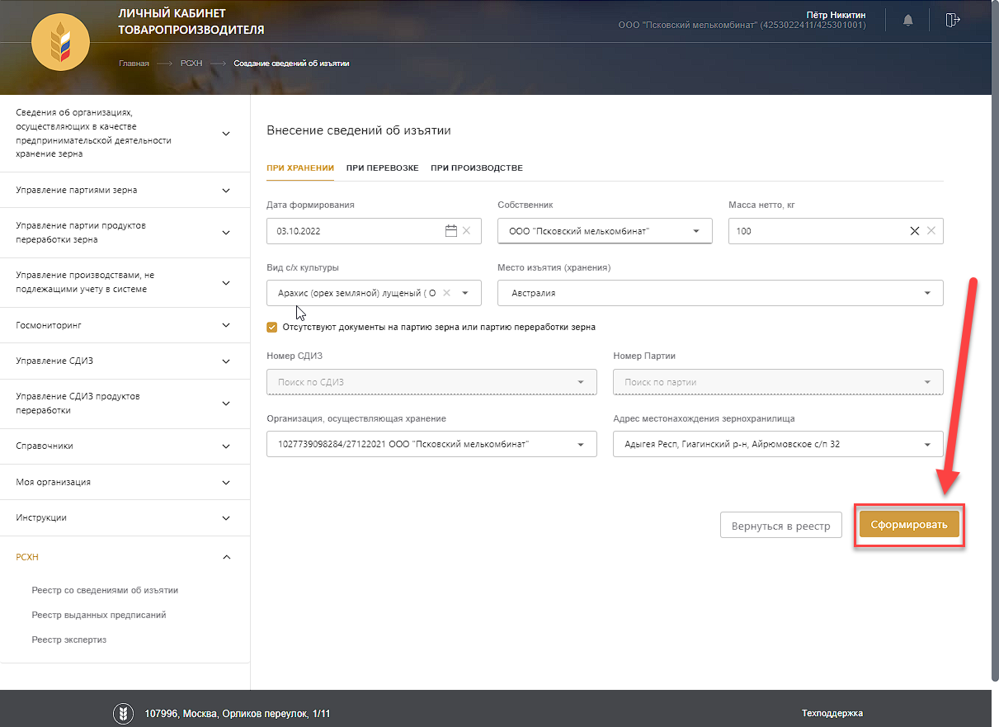 ЛИЧНЫЙ КАБИНЕТ
ТОВАРОПРОИЗВОДИТЕЛЯ
Пётр Никитин
ООО "Псковский мелькомбинат" (4253022411/425301001)
Главная
РСХН
Создание сведений об изъятии
Сведения об организациях,
осуществляющих в качестве
предпринимательской деятельности
хранение зерна
Управление партиями зерна
Управление партии продуктов
переработки зерна
Управление производствами, не
подлежащими учету в системе
Госмониторинг
Управление СДИЗ
Управление СДИЗ продуктов
переработки
Справочники
Моя организация
Инструкции
РСХН
Реестр со сведениями об изъятии
Реестр выданных предписаний
Реестр экспертиз
Внесение сведений об изъятии
ПРИ ХРАНЕНИИ ПРИ ПЕРЕВОЗКЕ ПРИ ПРОИЗВОДСТВЕ
Дата формирования
03.10.2022
Собственник
ООО "Псковский мелькомбинат"
Масса нетто, кг
100
Вид с/х культуры
Арахис (орех земляной) лущеный ( О
Место изъятия (хранения)
Австралия
Отсутствуют документы на партию зерна или партию переработки зерна
Номер СДИЗ
Поиск по СДИЗ
Номер Партии
Поиск по партии
Организация, осуществляющая хранение
1027739098284/27122021 ООО "Псковский мелькомбинат"
Адрес местонахождения зернохранилища
Адыгея Респ, Гиагинский р-н, Айрюмовское с/п 32
Вернуться в реестр
Сформировать
107996, Москва, Орликов переулок, 1/11
Техподдержка